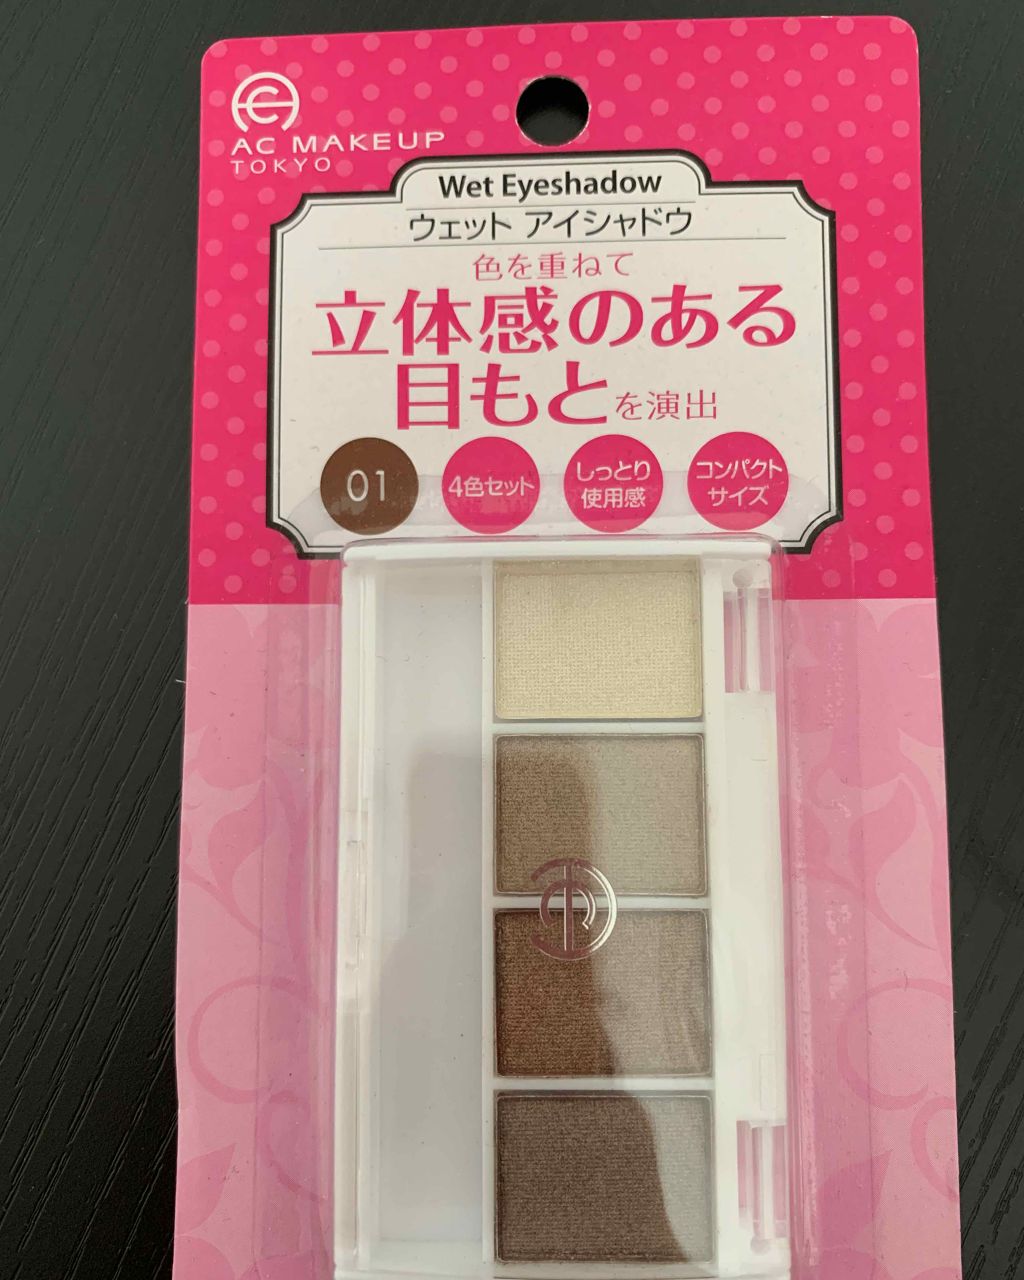 AC MAKEUP
TOKYO
Wet Eyeshadow
ウェット アイシャドウ
色を重ねて
立体感のある
目もとを演出
01
4色セット
しっとり
使用感
コンパクト
サイズ